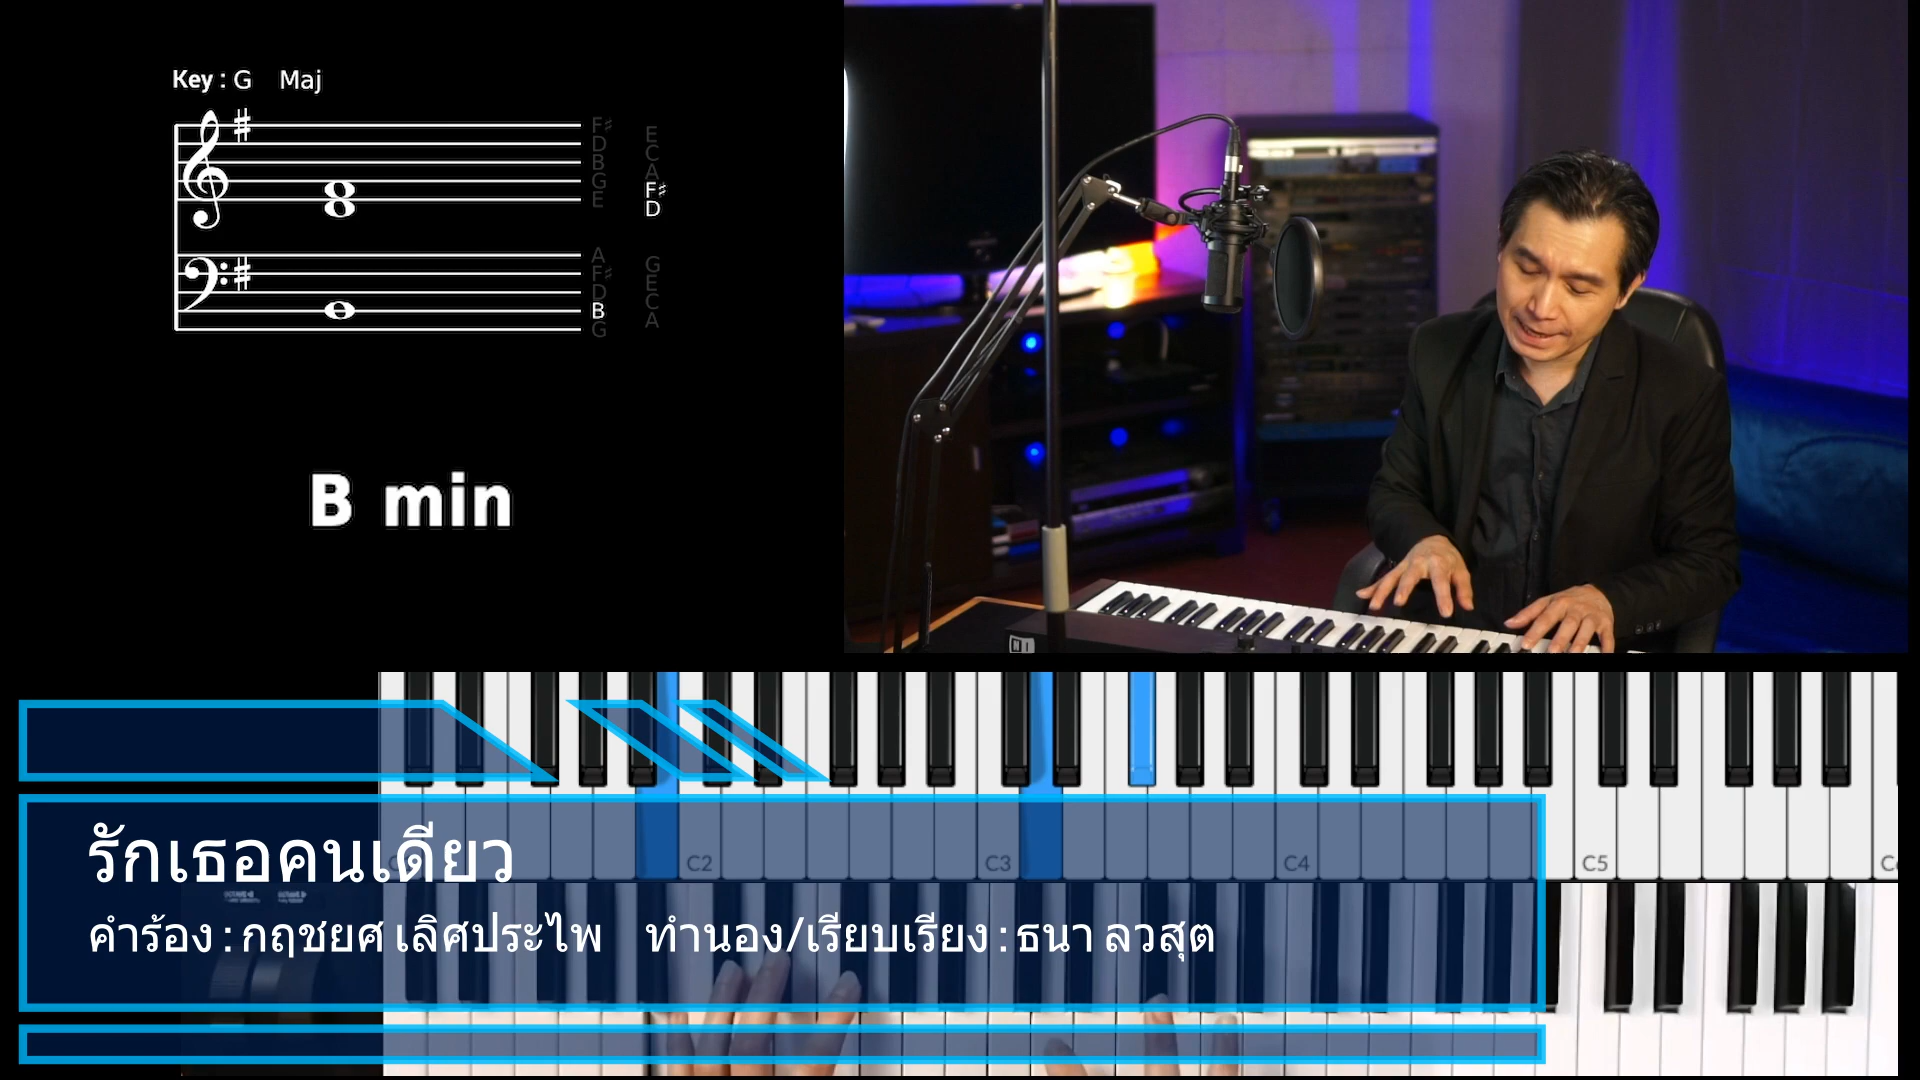 Key : G Maj
F♯
D
B
G
E
E
C
A
F♯
D
A
F♯
D
B
G
G
E
C
A
B min
C2
C3
C4
C5
รักเธอคนเดียว
คำร้อง : กฤชยศ เลิศประไพ ทำนอง/เรียบเรียง : ธนา ลวสุต